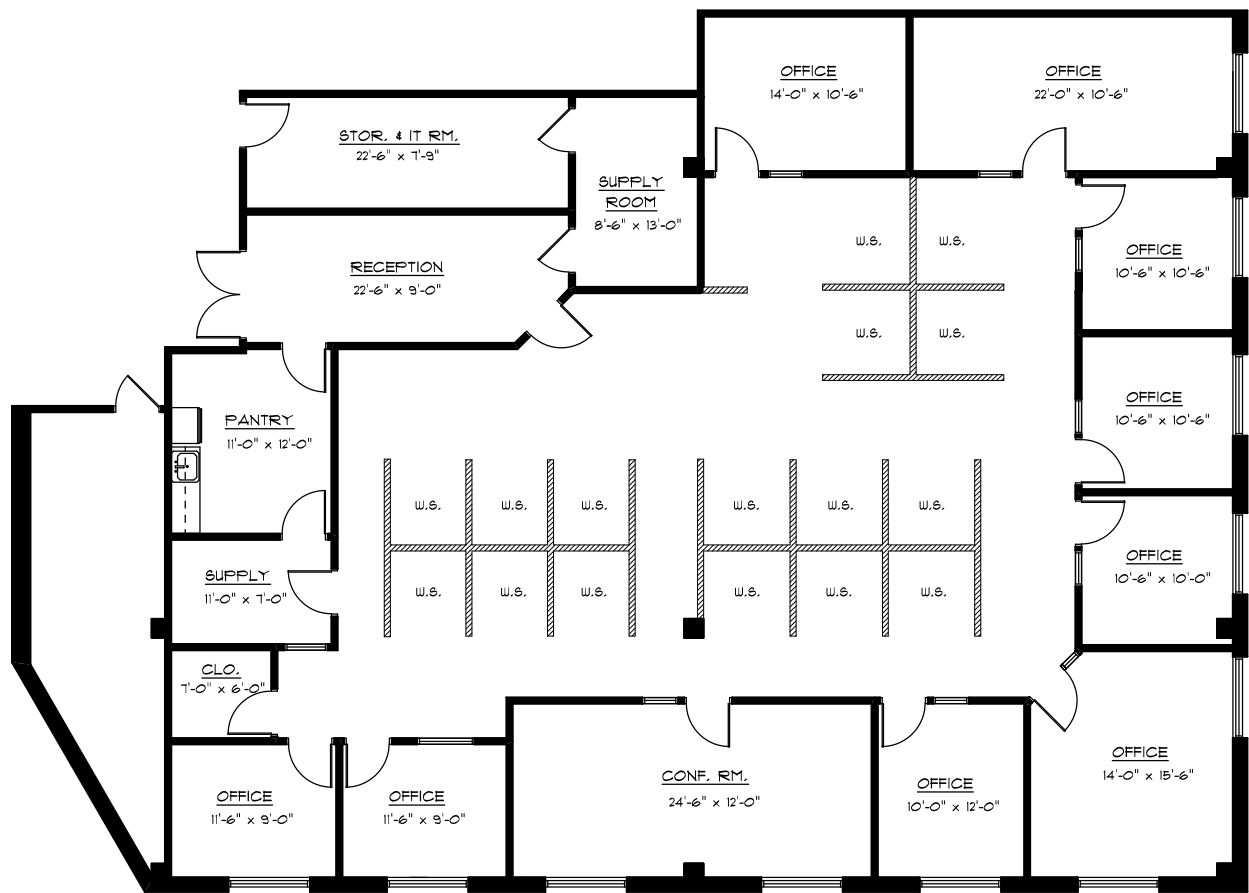 OFFICE
14'-0" x 10'-6"
OFFICE
22'-0" x 10'-6"
STOR. & IT RM.
22'-6" x 7'-9"
SUPPLY
ROOM
8'-6" x 13'-0"
W.S.
W.S.
OFFICE
10'-6" x 10'-6"
RECEPTION
22'-6" x 9'-0"
W.S.
W.S.
OFFICE
10'-6" x 10'-6"
PANTRY
11'-0" x 12'-0"
W.S.
W.S.
W.S.
W.S.
W.S.
W.S.
OFFICE
10'-6" x 10'-0"
SUPPLY
11'-0" x 7'-0"
W.S.
W.S.
W.S.
W.S.
W.S.
W.S.
CLO.
7'-0" x 6'-0"
OFFICE
14'-0" x 15'-6"
CONF. RM.
24'-6" x 12'-0"
OFFICE
10'-0" x 12'-0"
OFFICE
11'-6" x 9'-0"
OFFICE
11'-6" x 9'-0"